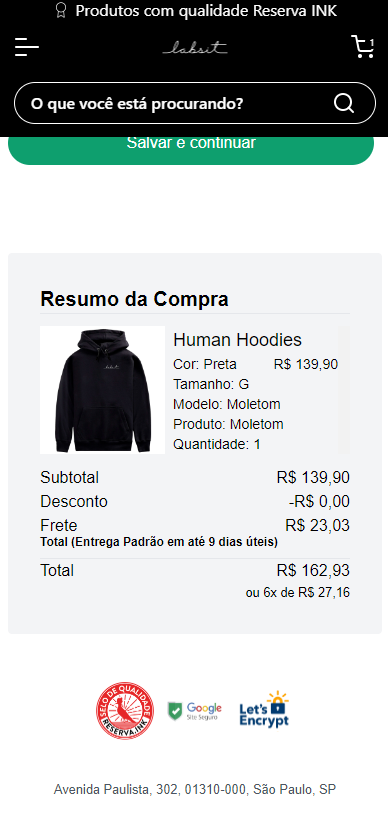 Produtos com qualidade Reserva INK
labsit
1
O que você está procurando?
Salvar e continuar
Resumo da Compra
labsit
Human Hoodies
Cor: Preta R$ 139,90
Tamanho: G
Modelo: Moletom
Produto: Moletom
Quantidade: 1
Subtotal R$ 139,90
Desconto -R$ 0,00
Frete R$ 23,03
Total (Entrega Padrão em até 9 dias úteis)
Total R$ 162,93
ou 6x de R$ 27,16
SELO DE QUALIDADE
RESERVA.INK
Google
Site Seguro
Let's
Encrypt
Avenida Paulista, 302, 01310-000, São Paulo, SP